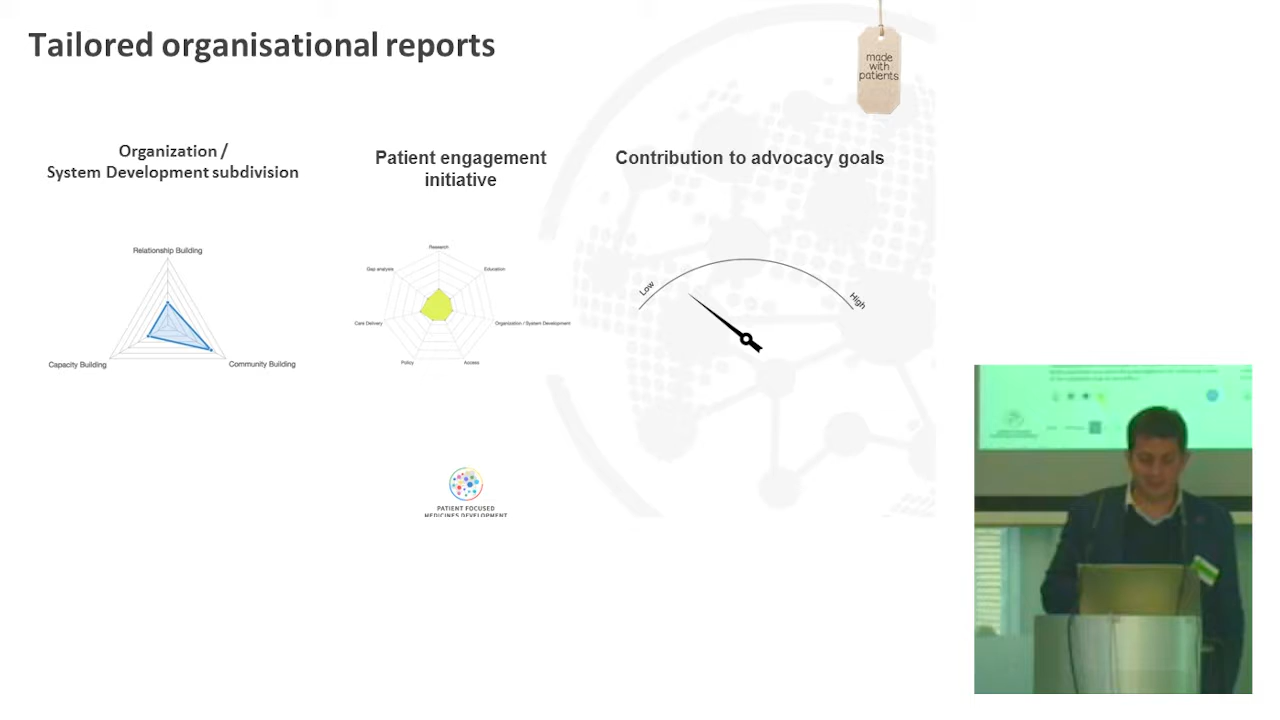 Tailored organisational reports
made
with
patients
Organization /
System Development subdivision
Patient engagement
initiative
Contribution to advocacy goals
Relationship Building
Capacity Building
Community Building
Research
Gap analysis
Education
Care Delivery
Organization / System Development
Policy
Access
Low
High
PATIENT FOCUSED
MEDICINES DEVELOPMENT